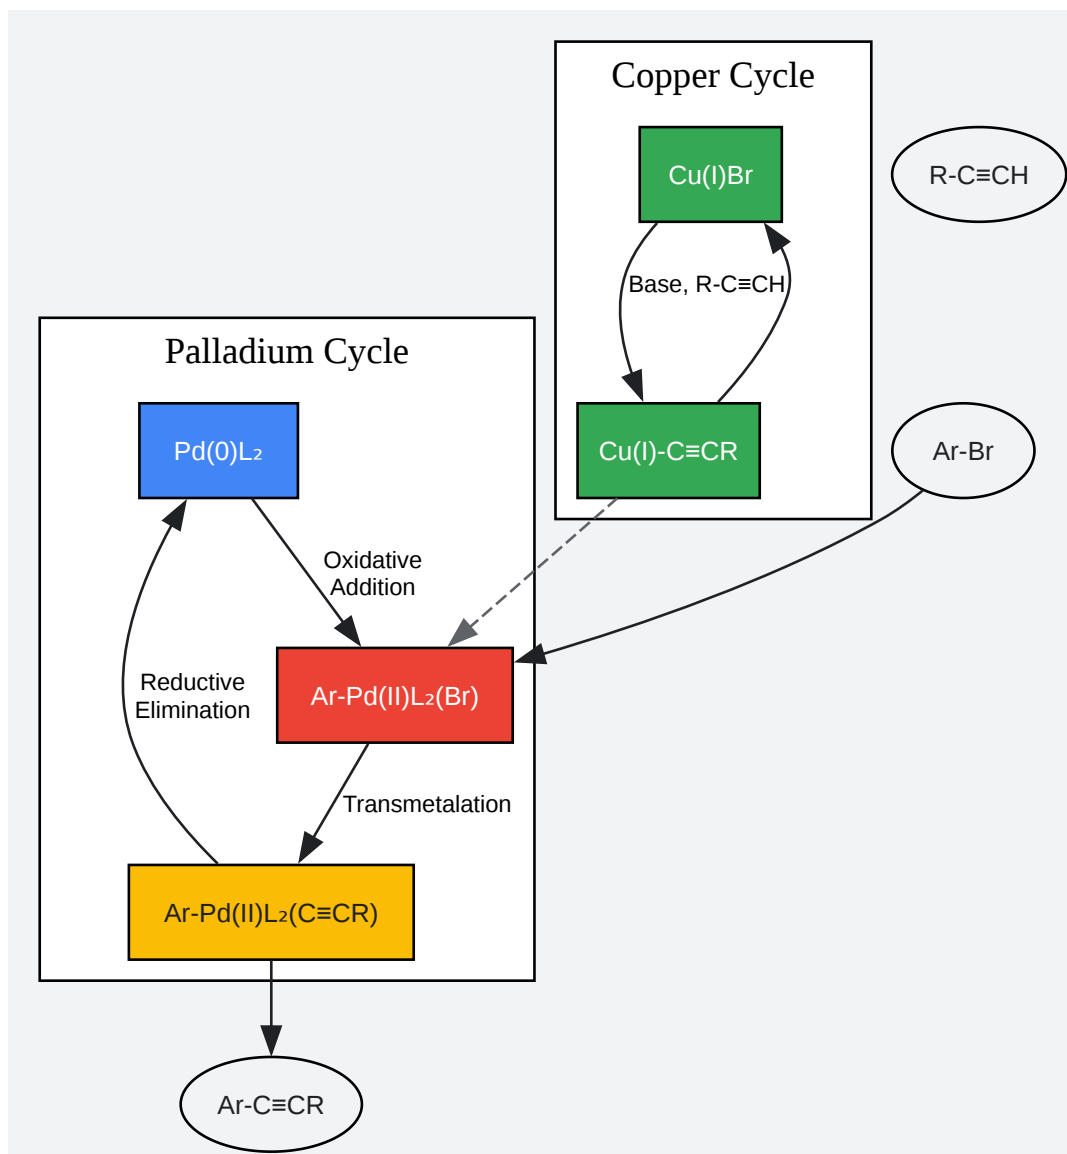 Copper Cycle
Cu(I)Br
R-C≡CH
Base, R-C≡CH
Palladium Cycle
Pd(0)L₂
Cu(I)-C≡CR
Ar-Br
Oxidative
Addition
Reductive
Elimination
Ar-Pd(II)L₂(Br)
Transmetalation
Ar-Pd(II)L₂(C≡CR)
Ar-C≡CR